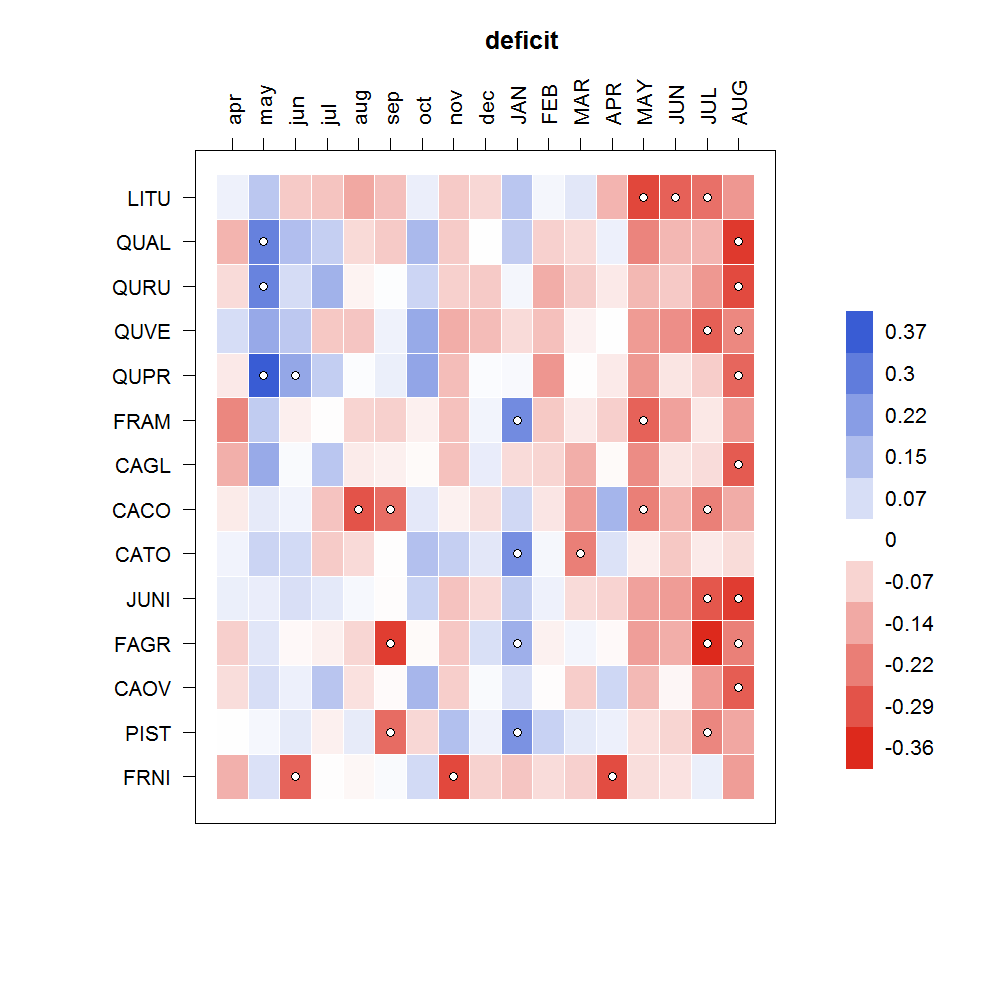 deficit
apr may jun jul aug sep oct nov dec JAN FEB MAR APR MAY JUN JUL AUG
LITU
QUAL
QURU
QUVE
QUPR
FRAM
CAGL
CACO
CATO
JUNI
FAGR
CAOV
PIST
FRNI
0.37
0.3
0.22
0.15
0.07
0
-0.07
-0.14
-0.22
-0.29
-0.36